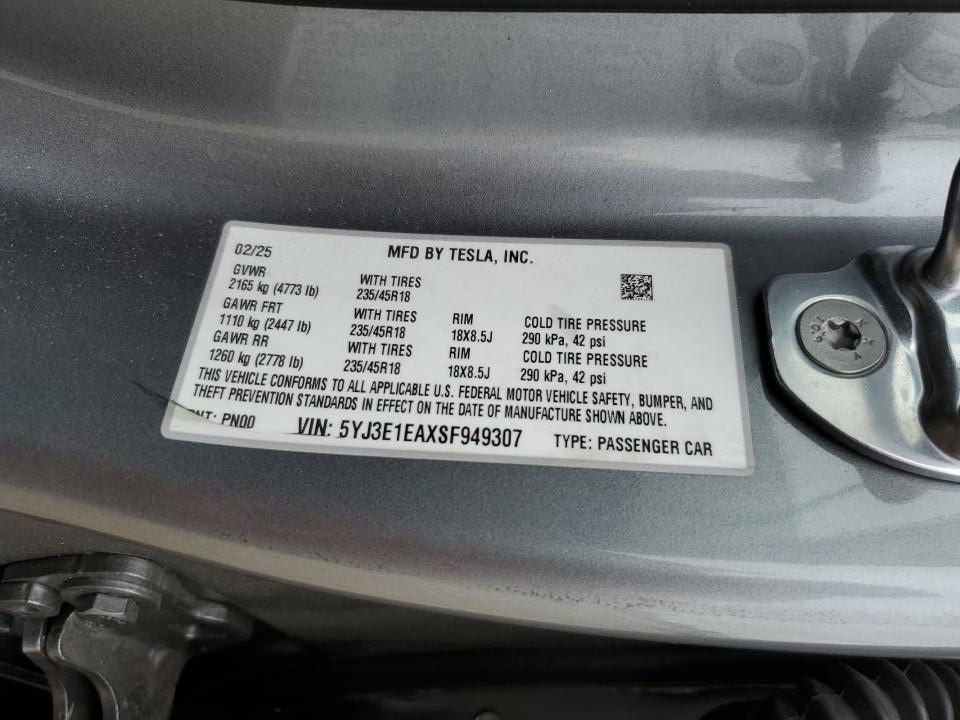 02/25 MFD BY TESLA, INC.
GVWR
2165 kg (4773 lb) WITH TIRES 235/45R18
GAWR FRT
1110 kg (2447 lb) WITH TIRES 235/45R18 RIM 18X8.5J COLD TIRE PRESSURE 290 kPa, 42 psi
GAWR RR
1260 kg (2778 lb) WITH TIRES 235/45R18 RIM 18X8.5J COLD TIRE PRESSURE 290 kPa, 42 psi
THIS VEHICLE CONFORMS TO ALL APPLICABLE U.S. FEDERAL MOTOR VEHICLE SAFETY, BUMPER, AND
THEFT PREVENTION STANDARDS IN EFFECT ON THE DATE OF MANUFACTURE SHOWN ABOVE.
PN00 VIN: 5YJ3E1EAXSF949307 TYPE: PASSENGER CAR